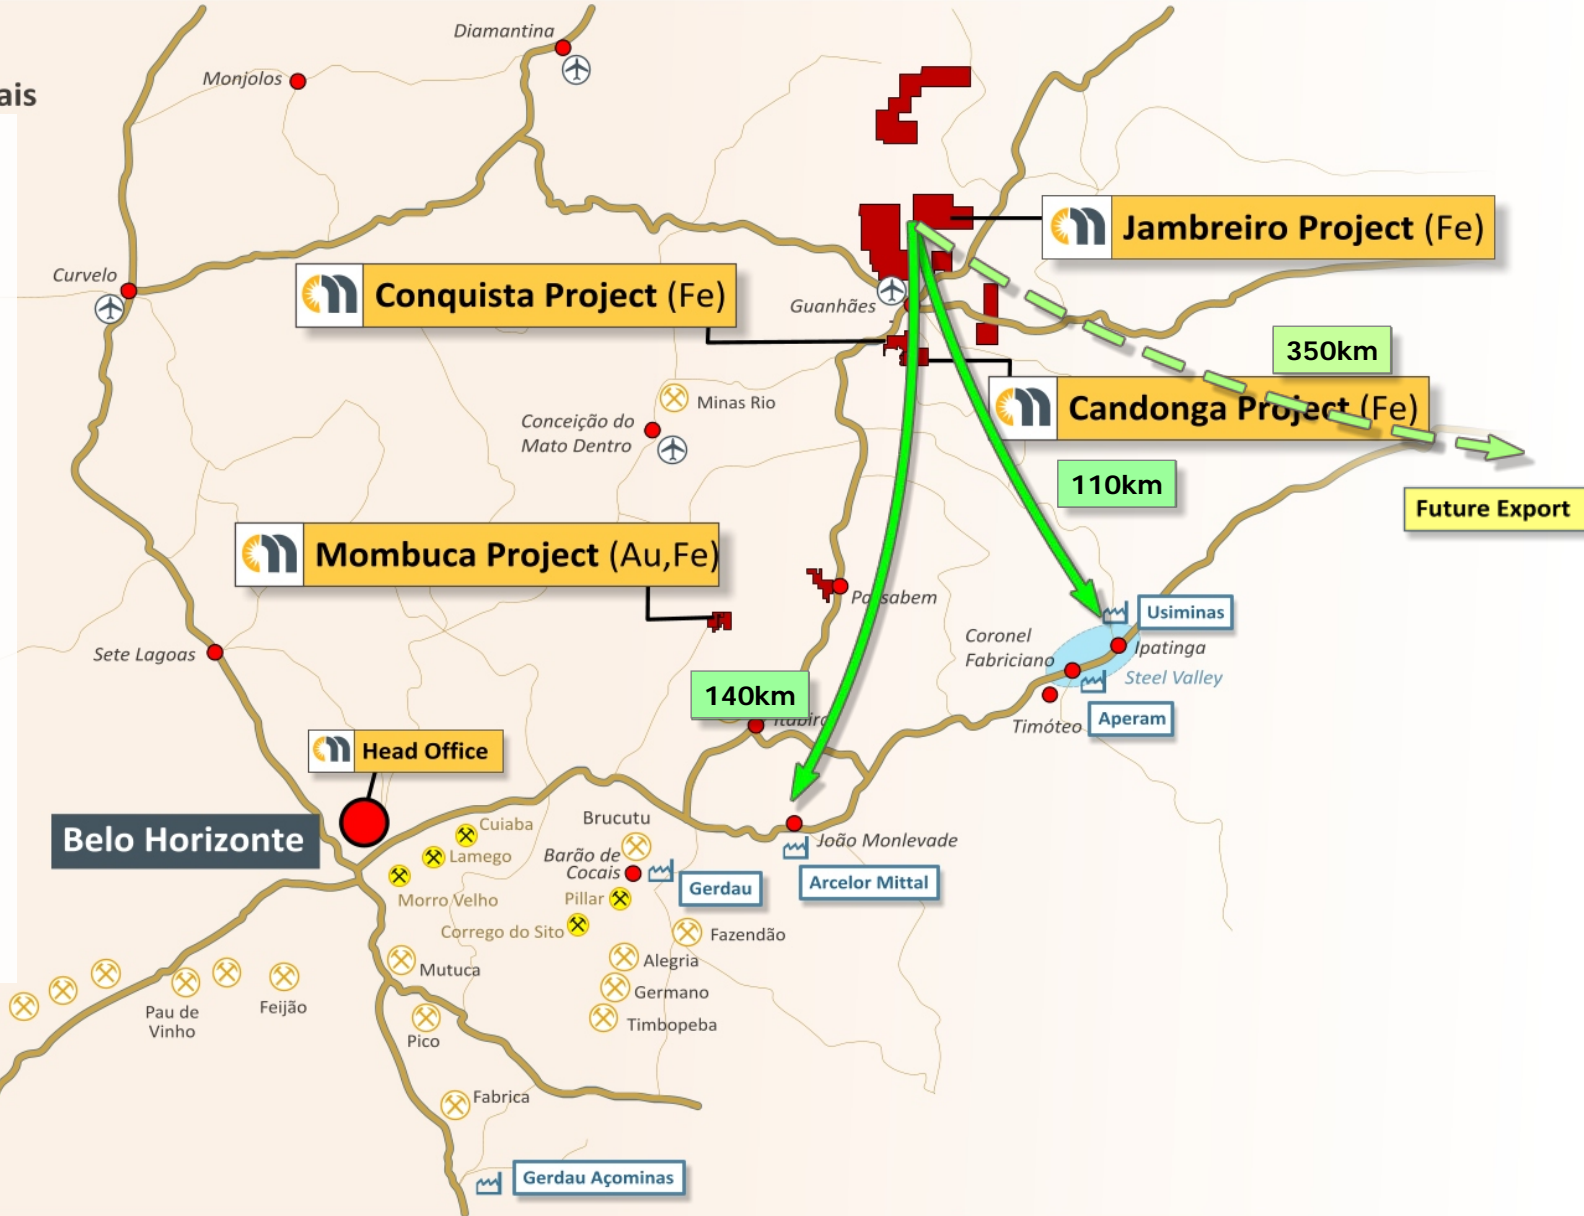 Diamantina
Monjolos
ais
Jambreiro Project (Fe)
Curvelo
Conquista Project (Fe)
Guanhães
350km
Minas Rio
Candonga Project (Fe)
Conceição do
Mato Dentro
110km
Future Export
Mombuca Project (Au,Fe)
Passabem
Usiminas
Coronel
Fabriciano
Ipatinga
Steel Valley
Sete Lagoas
140km
Itabira
Timóteo
Aperam
Head Office
Belo Horizonte
Cuiaba
Brucutu
Lamego
Barão de
Cocais
João Monlevade
Arcelor Mittal
Gerdau
Morro Velho
Pillar
Corrego do Sito
Fazendão
Mutuca
Alegria
Germano
Pau de
Vinho
Feijão
Timbopeba
Pico
Fabrica
Gerdau Açominas